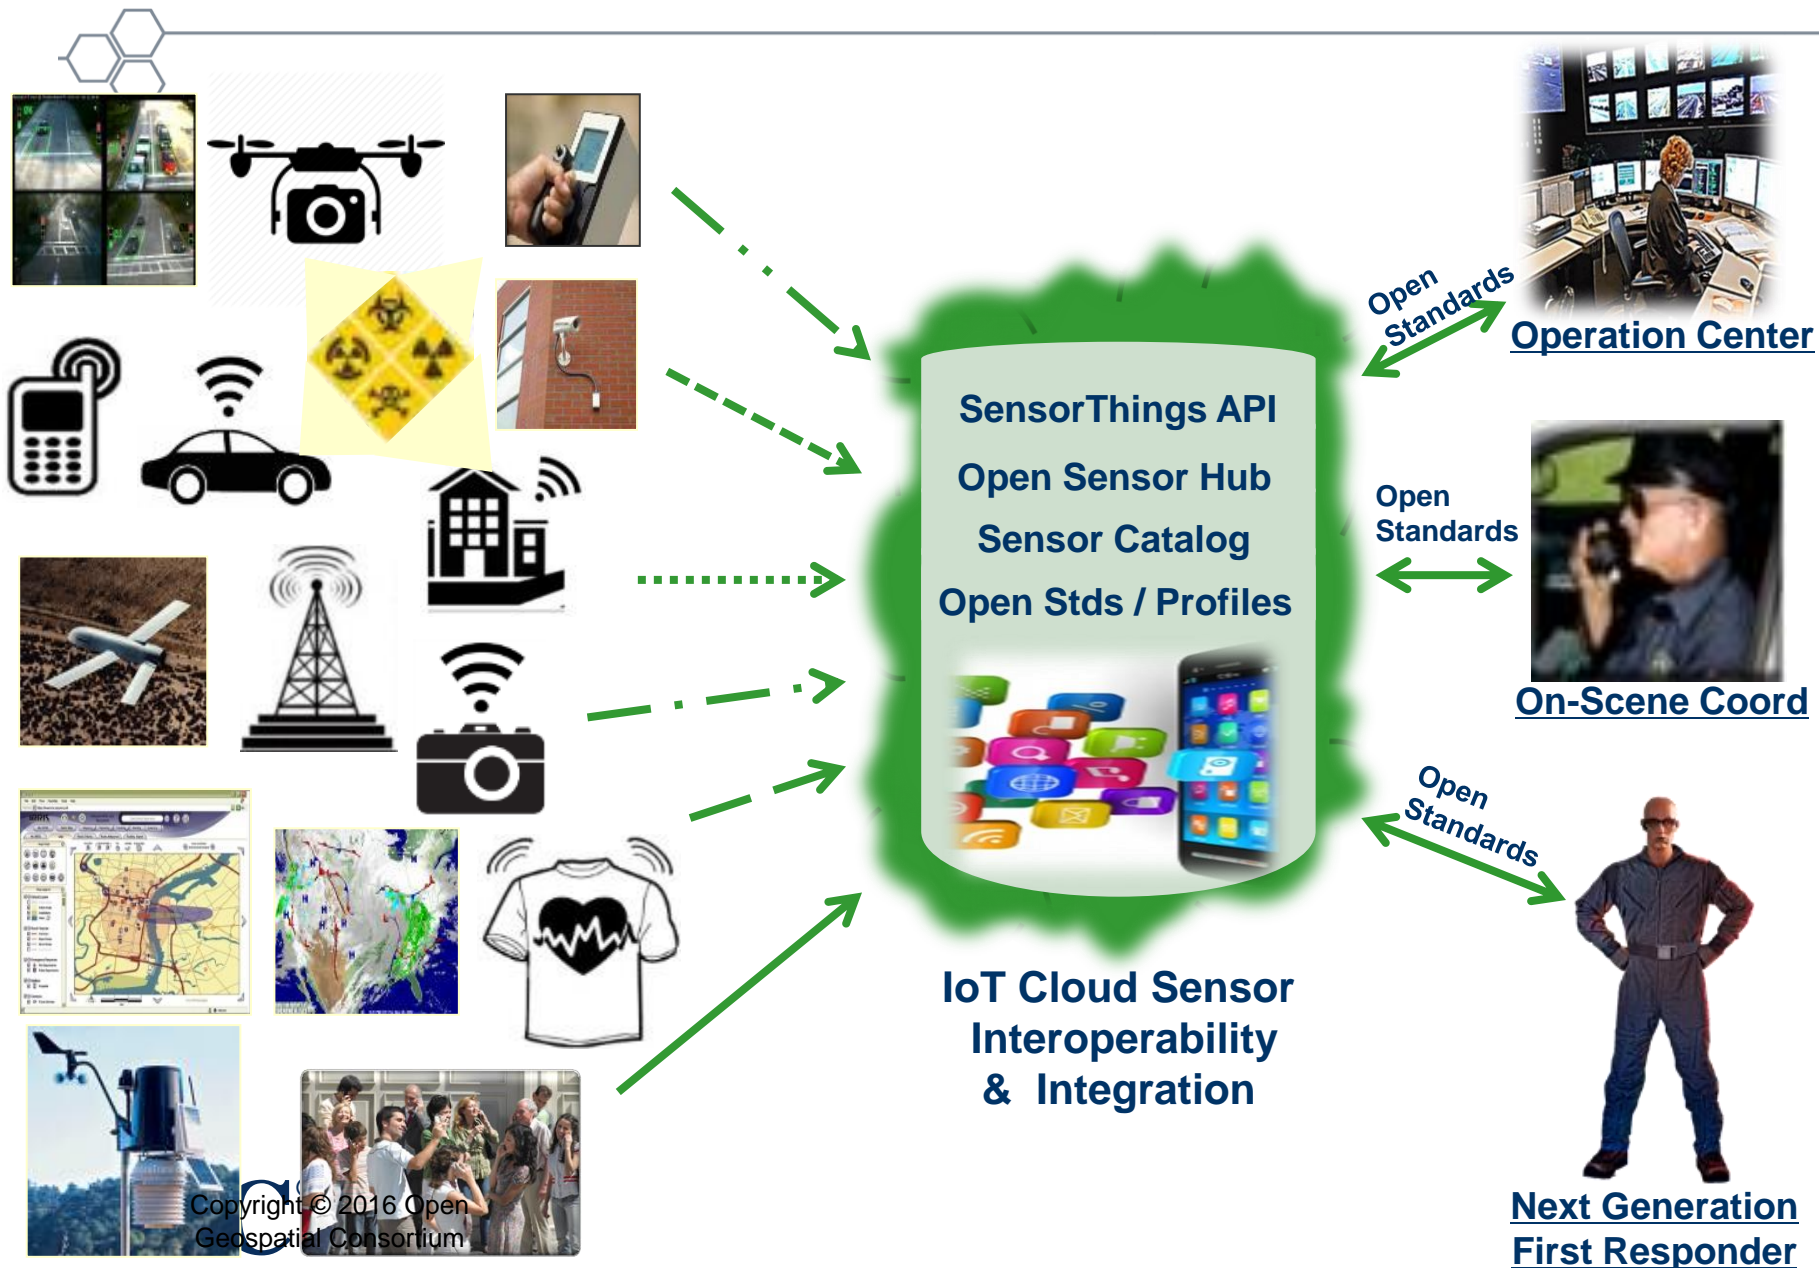 SensorThings API
Open Sensor Hub
Sensor Catalog
Open Stds / Profiles
IoT Cloud Sensor
Interoperability
& Integration
Open
Standards
Operation Center
Open
Standards
On-Scene Coord
Open
Standards
Next Generation
First Responder
C
Copyright © 2016 Open
Geospatial Consortium